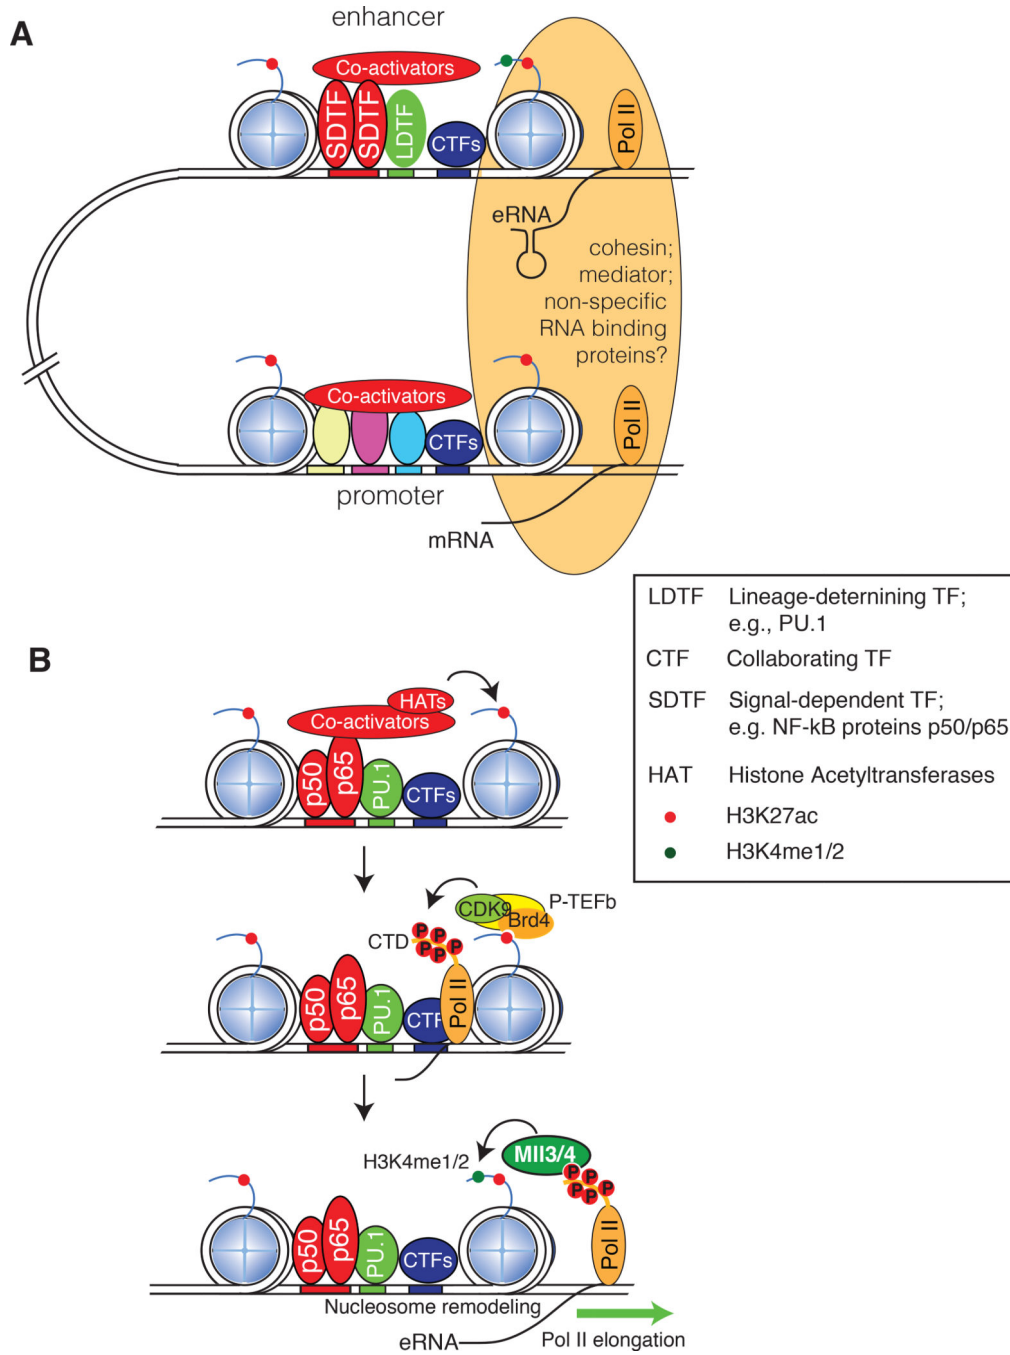 A
enhancer
Co-activators
SDTF
SDTF
LDTF
CTFs
Pol II
eRNA
cohesin;
mediator;
non-specific
RNA binding
proteins?
Co-activators
CTFs
Pol II
promoter
mRNA
LDTF Lineage-deternining TF;
e.g., PU.1
CTF Collaborating TF
SDTF Signal-dependent TF;
e.g. NF-kB proteins p50/p65
HAT Histone Acetyltransferases
H3K27ac
H3K4me1/2
B
HATs
Co-activators
p50
p65
PU.1
CTFs
CDK9
P-TEFb
Brd4
CTD
P
P
P
P
P
P
p50
p65
PU.1
CTF
Pol II
Mll3/4
H3K4me1/2
P
P
P
P
P
P
p50
p65
PU.1
CTFs
Pol II
Nucleosome remodeling
eRNA
Pol II elongation